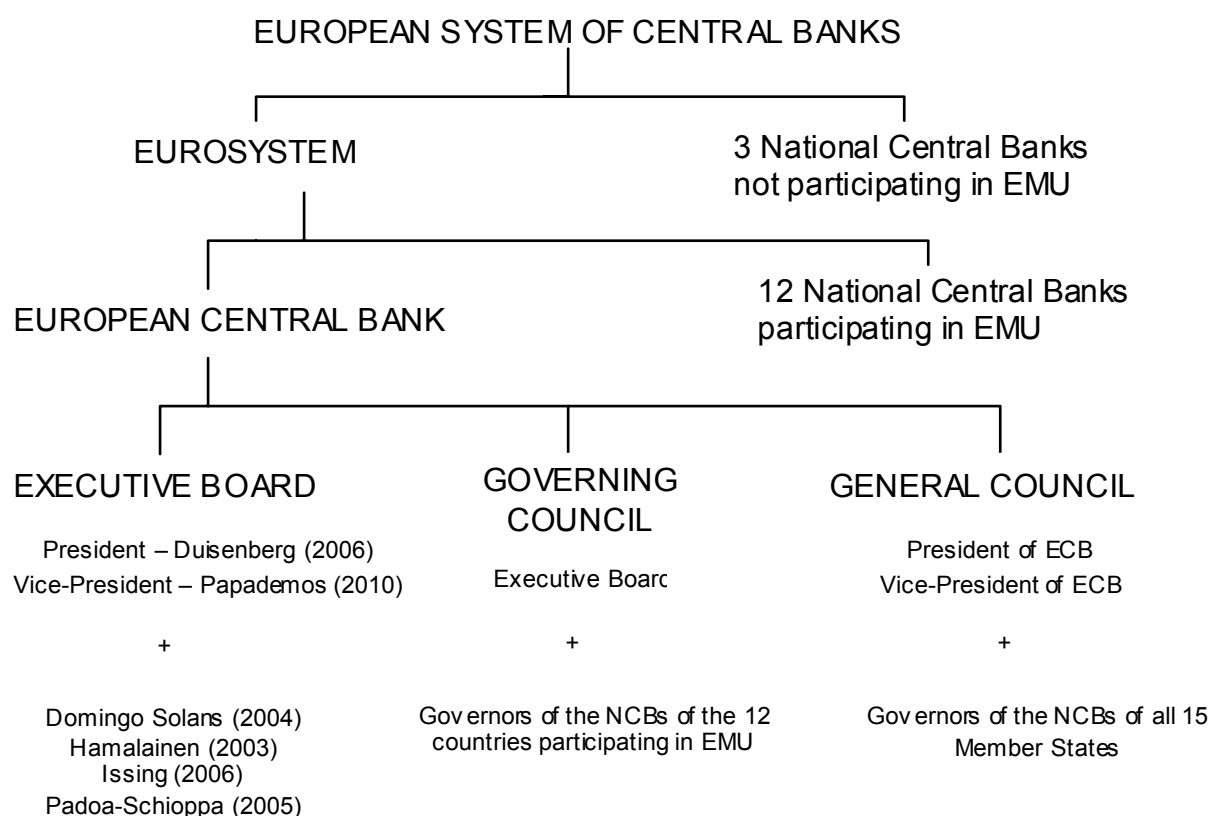 EUROPEAN SYSTEM OF CENTRAL BANKS
EUROSYSTEM
3 National Central Banks
not participating in EMU
EUROPEAN CENTRAL BANK
12 National Central Banks
participating in EMU
EXECUTIVE BOARD
President – Duisenberg (2006)
Vice-President – Papademos (2010)
+
Domingo Solans (2004)
Hamalainen (2003)
Issing (2006)
Padoa-Schioppa (2005)
GOVERNING
COUNCIL
Executive Board
+
Governors of the NCBs of the 12
countries participating in EMU
GENERAL COUNCIL
President of ECB
Vice-President of ECB
+
Governors of the NCBs of all 15
Member States